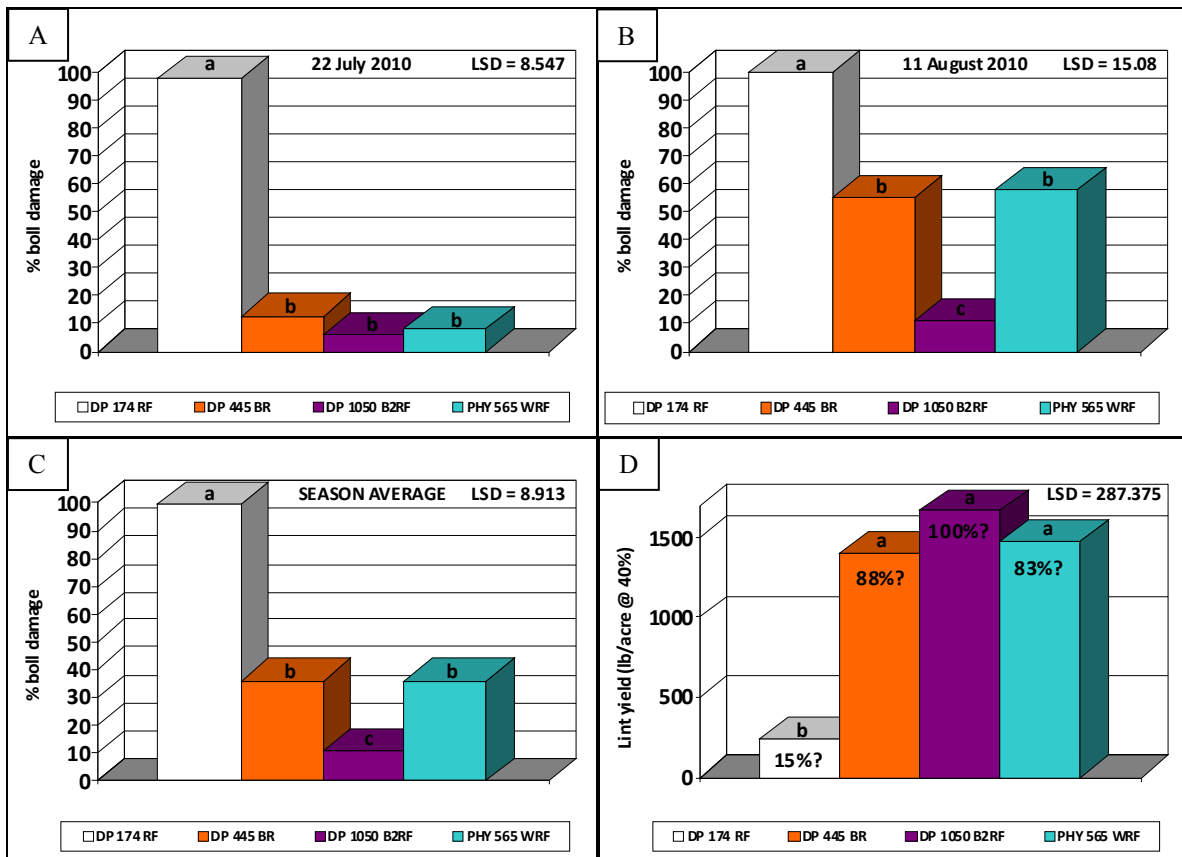 A
22 July 2010 LSD = 8.547
% boll damage
100
90
80
70
60
50
40
30
20
10
0
a
b
b
b
DP 174 RF DP 445 BR DP 1050 B2RF PHY 565 WRF
B
11 August 2010 LSD = 15.08
% boll damage
100
90
80
70
60
50
40
30
20
10
0
a
b
c
b
DP 174 RF DP 445 BR DP 1050 B2RF PHY 565 WRF
C
SEASON AVERAGE LSD = 8.913
% boll damage
100
90
80
70
60
50
40
30
20
10
0
a
b
c
b
DP 174 RF DP 445 BR DP 1050 B2RF PHY 565 WRF
D
LSD = 287.375
Lint yield (lb/acre @ 40%)
1500
1000
500
0
b
15%?
a
88%?
a
100%?
a
83%?
DP 174 RF DP 445 BR DP 1050 B2RF PHY 565 WRF